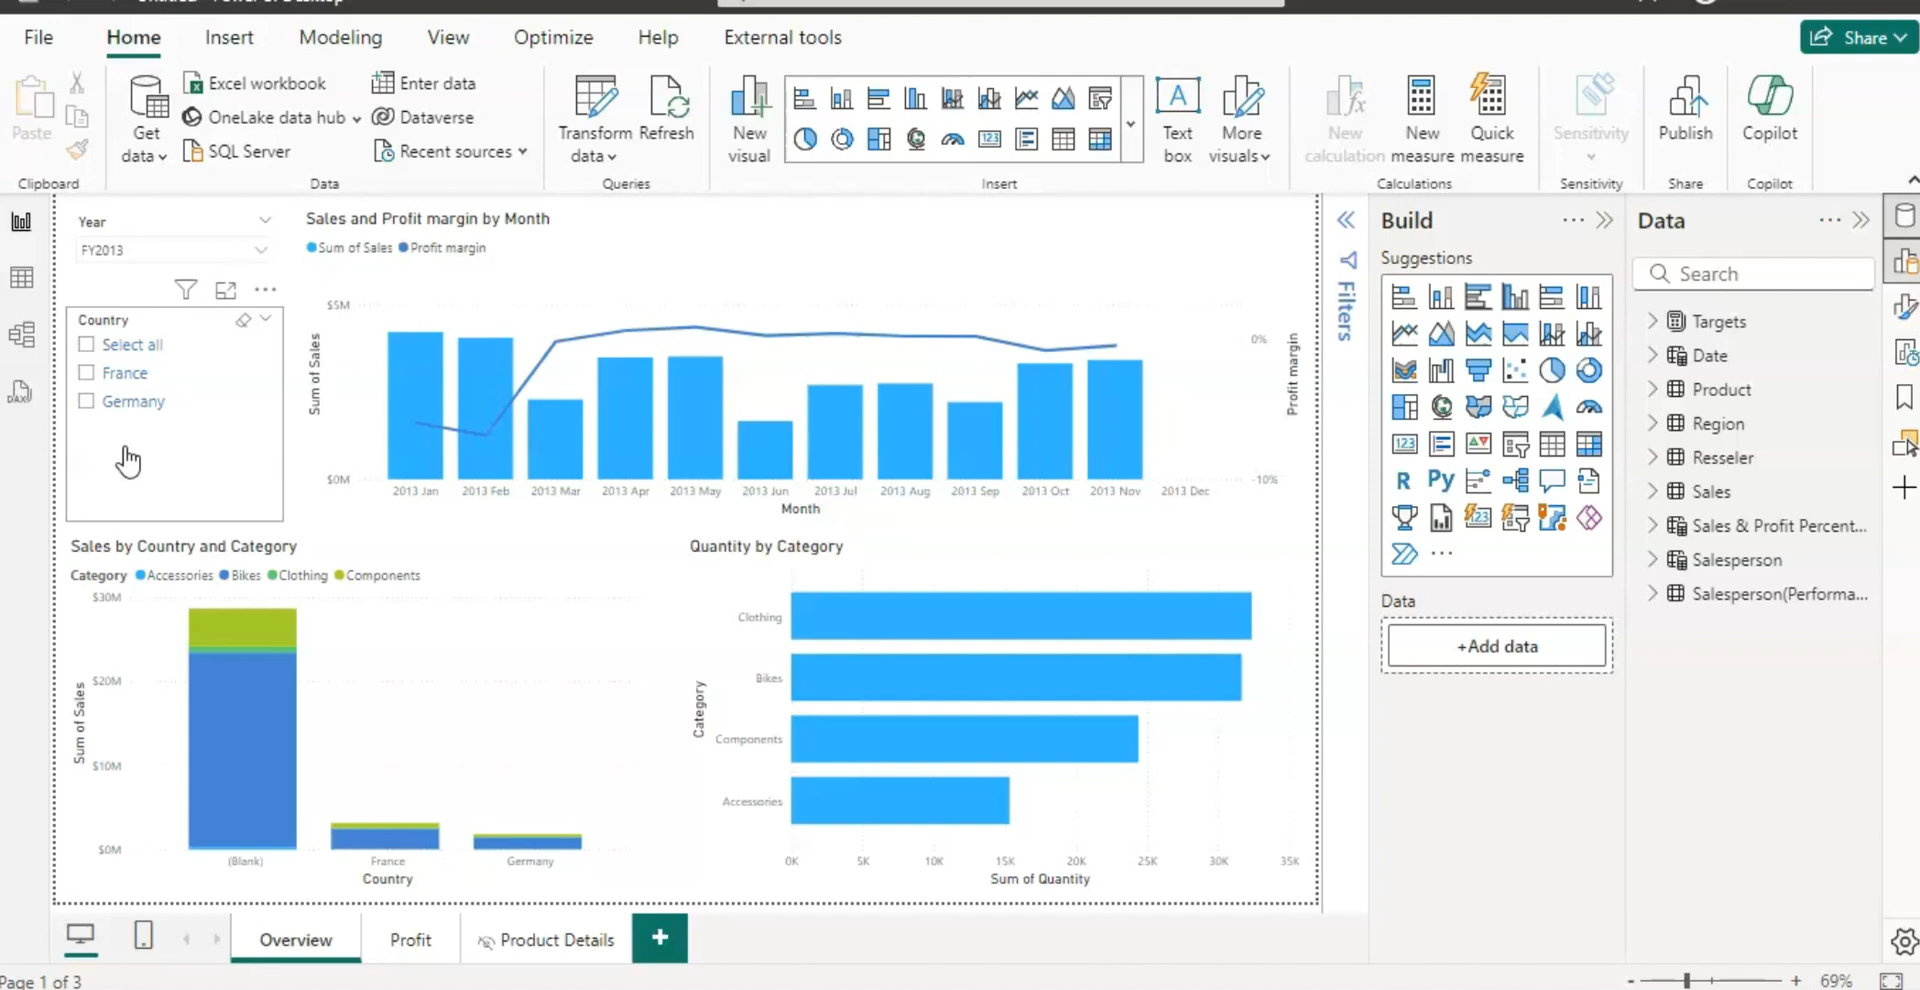 File Home Insert Modeling View Optimize Help External tools Share
Paste
Clipboard
Get data
Excel workbook
OneLake data hub
SQL Server
Enter data
Dataverse
Recent sources
Data
Transform data
Refresh
Queries
New visual
Text box
More visuals
Insert
New calculation
New measure
Quick measure
Calculations
Sensitivity
Sensitivity
Publish
Share
Copilot
Copilot
Year
FY2013
Country
Select all
France
Germany
Sales and Profit margin by Month
Sum of Sales Profit margin
$5M
$0M
Sum of Sales
0%
-10%
Profit margin
2013 Jan 2013 Feb 2013 Mar 2013 Apr 2013 May 2013 Jun 2013 Jul 2013 Aug 2013 Sep 2013 Oct 2013 Nov 2013 Dec
Month
Sales by Country and Category
Category Accessories Bikes Clothing Components
$30M
$20M
$10M
$0M
Sum of Sales
(Blank) France Germany
Country
Quantity by Category
Category
Clothing
Bikes
Components
Accessories
0K 5K 10K 15K 20K 25K 30K 35K
Sum of Quantity
Filters
Build
Suggestions
123
R Py
123
Data
+Add data
Data
Search
Targets
Date
Product
Region
Resseler
Sales
Sales & Profit Percent...
Salesperson
Salesperson(Performa...
DAX
Overview Profit Product Details +
Page 1 of 3
- + 69%